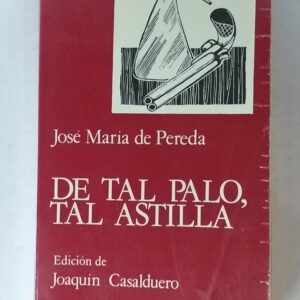 José María de Pereda
DE TAL PALO,
TAL ASTILLA
Edición de
Joaquín Casalduero